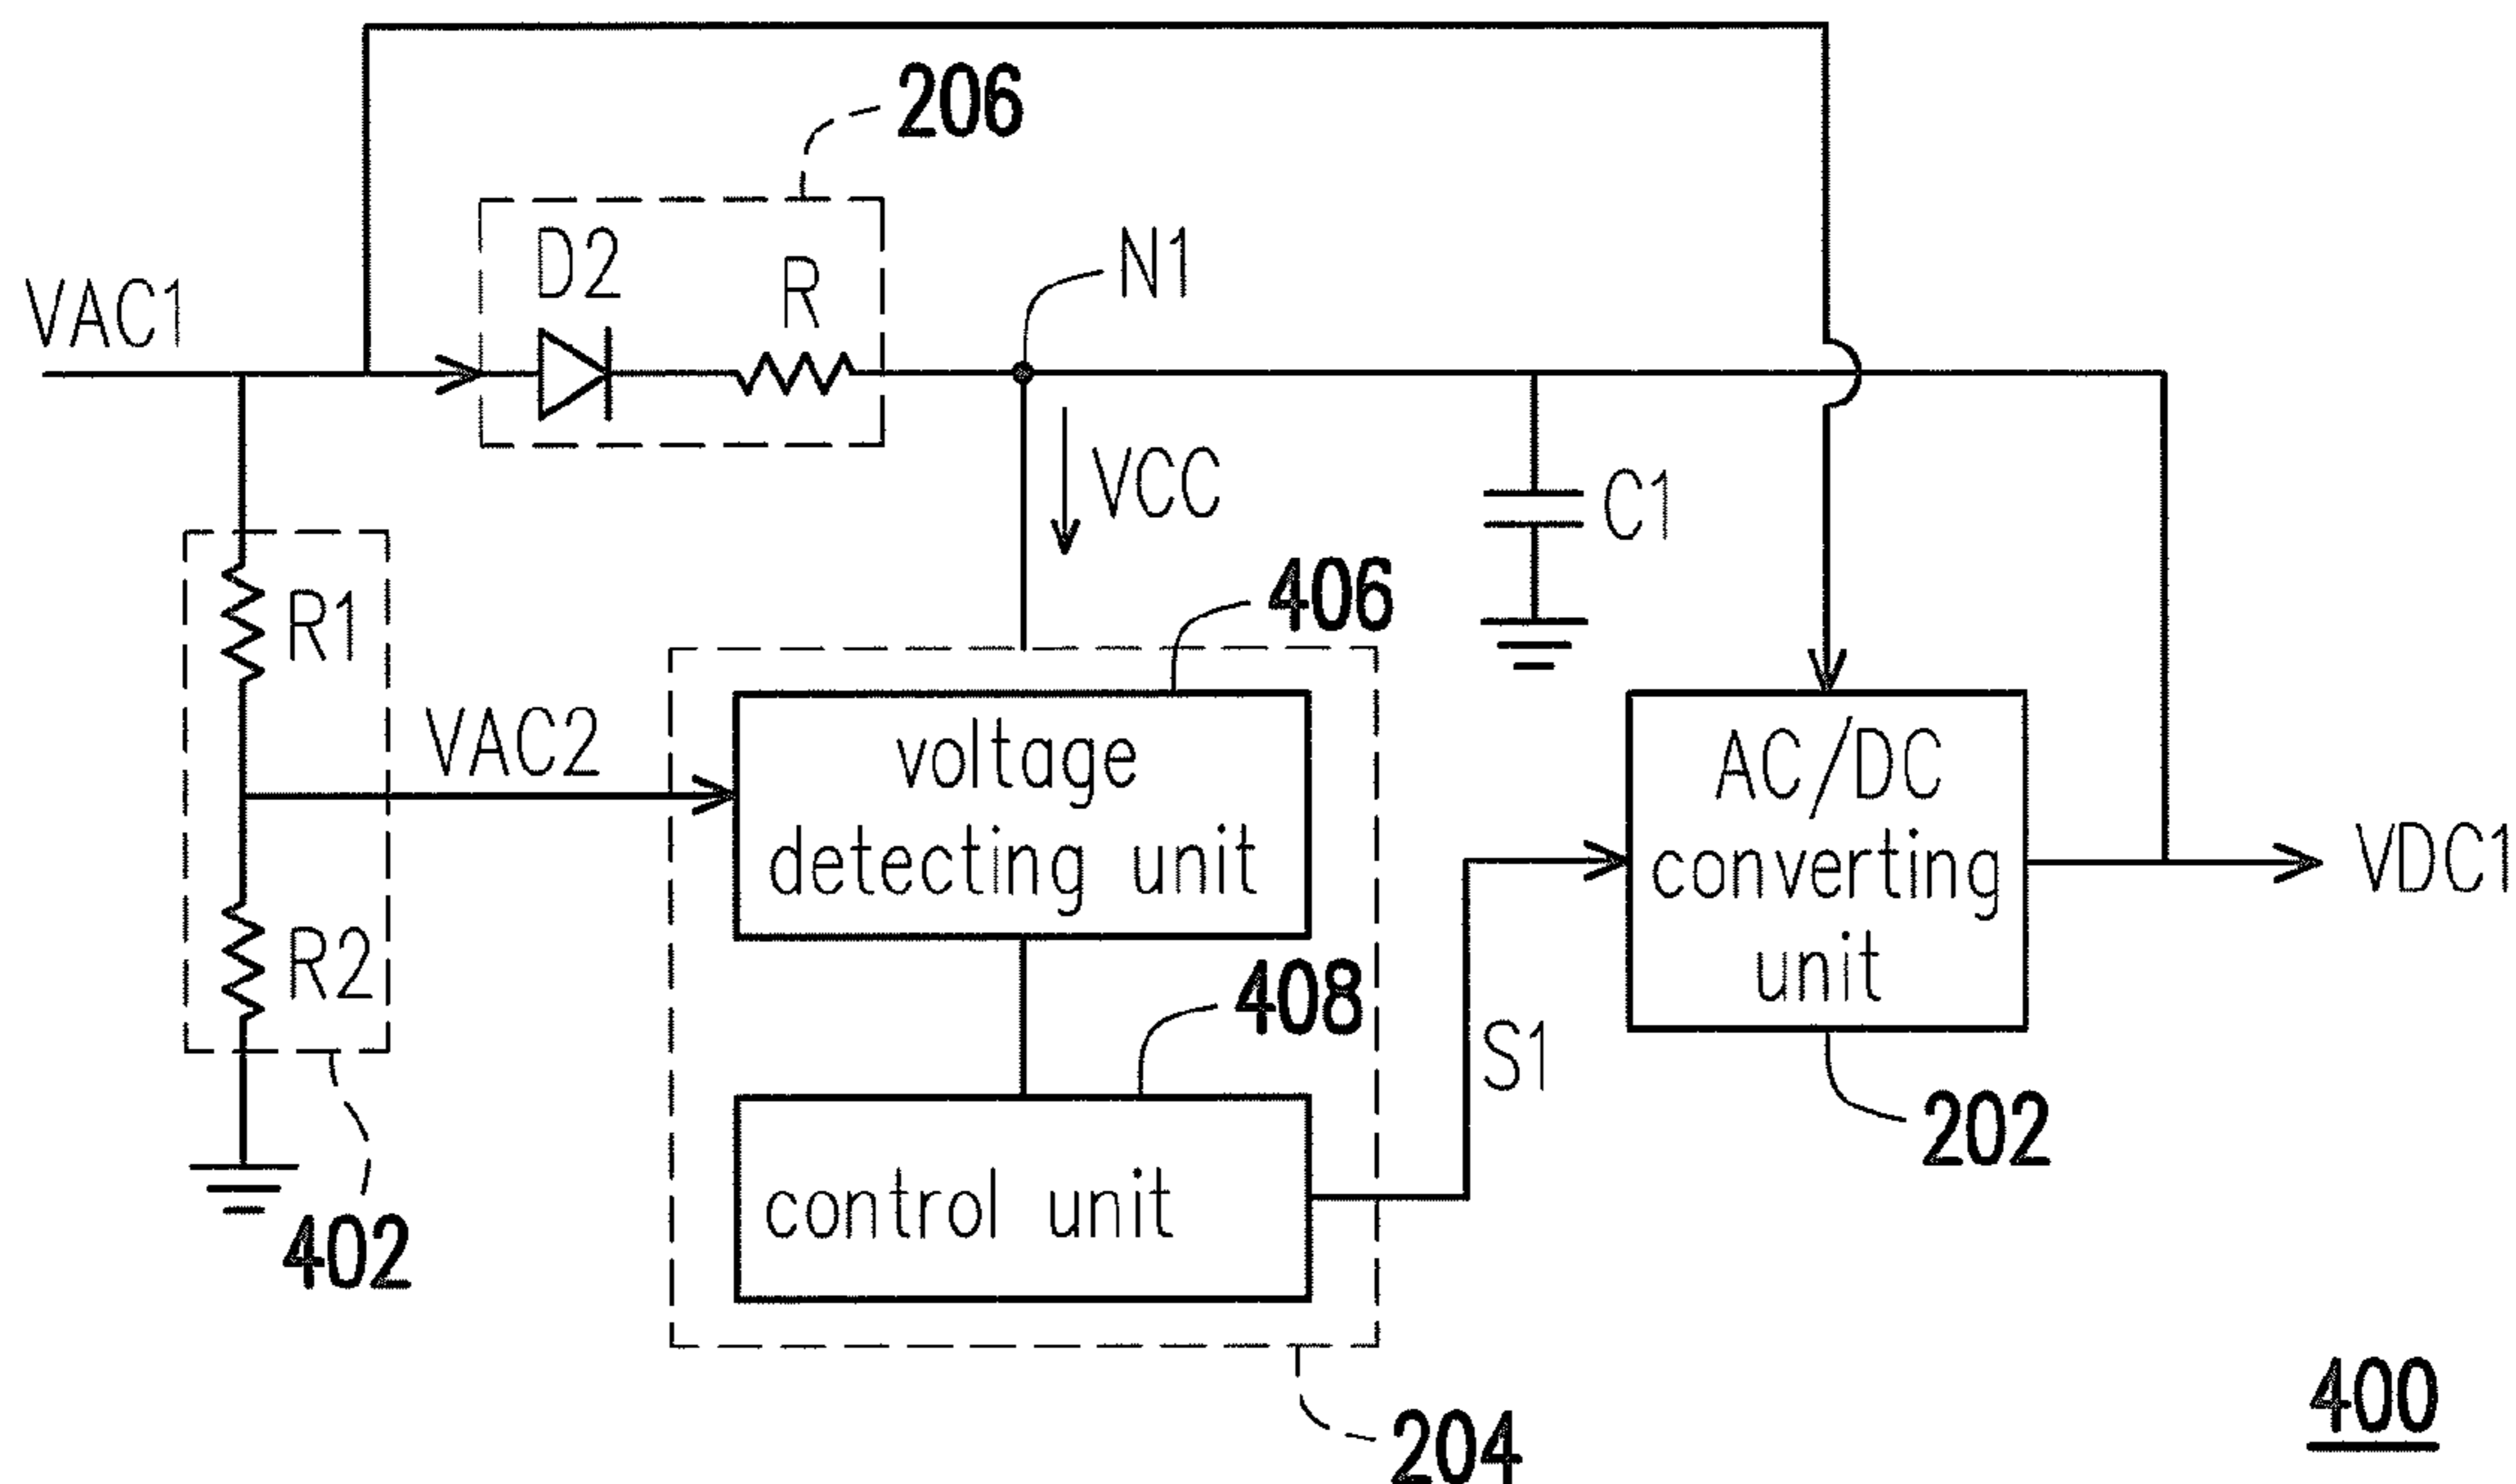 206
D2
R
N1
VAC1
VCC
C1
406
R1
VAC2
voltage
detecting unit
AC/DC
converting
unit
VDC1
R2
408
S1
202
control unit
402
204
400